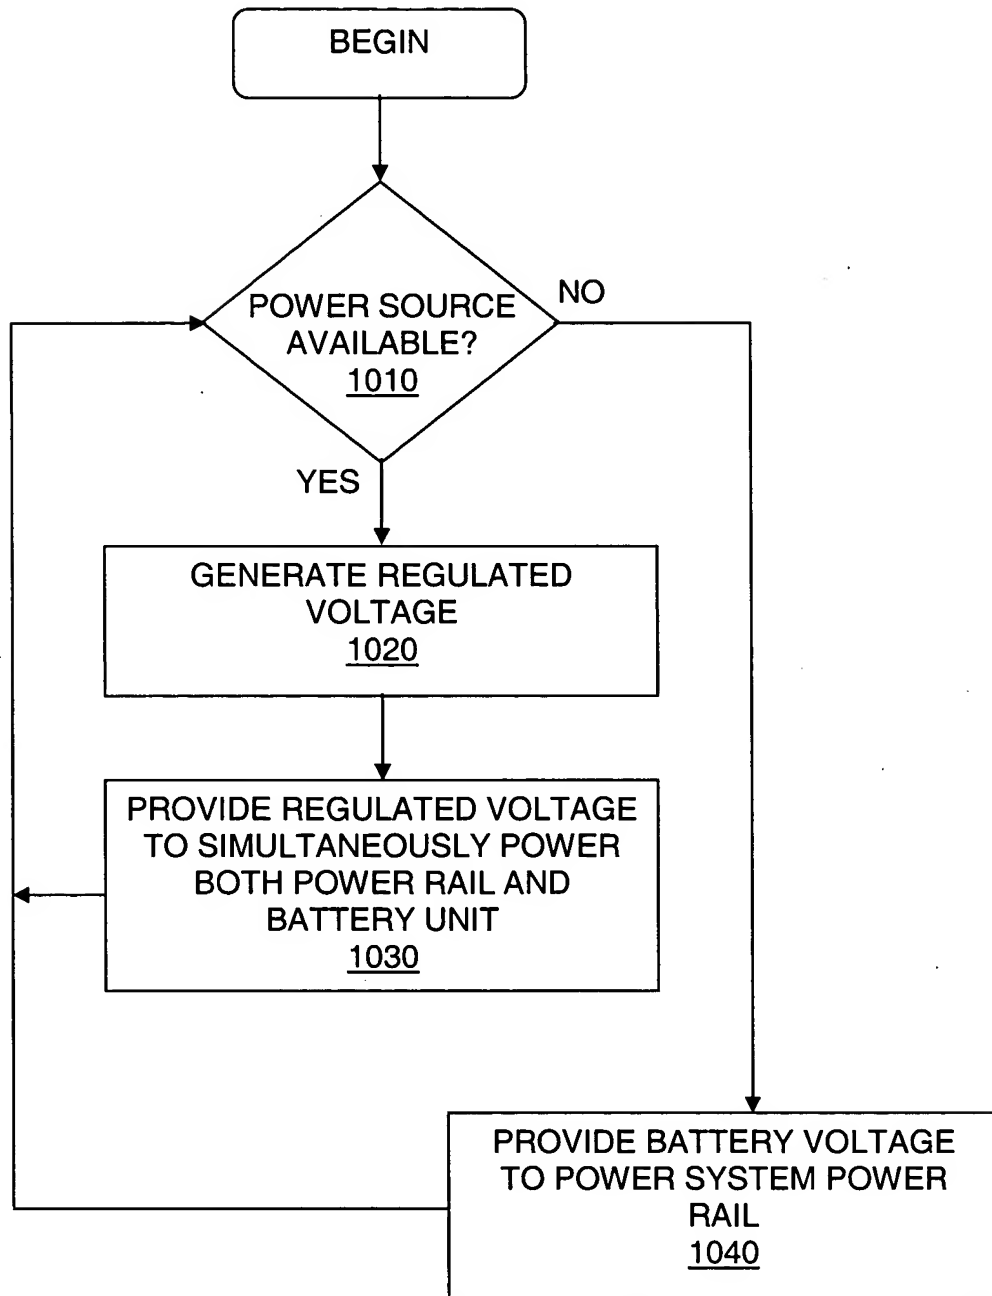 BEGIN
POWER SOURCE
AVAILABLE?
1010
NO
YES
GENERATE REGULATED
VOLTAGE
1020
PROVIDE REGULATED VOLTAGE
TO SIMULTANEOUSLY POWER
BOTH POWER RAIL AND
BATTERY UNIT
1030
PROVIDE BATTERY VOLTAGE
TO POWER SYSTEM POWER
RAIL
1040